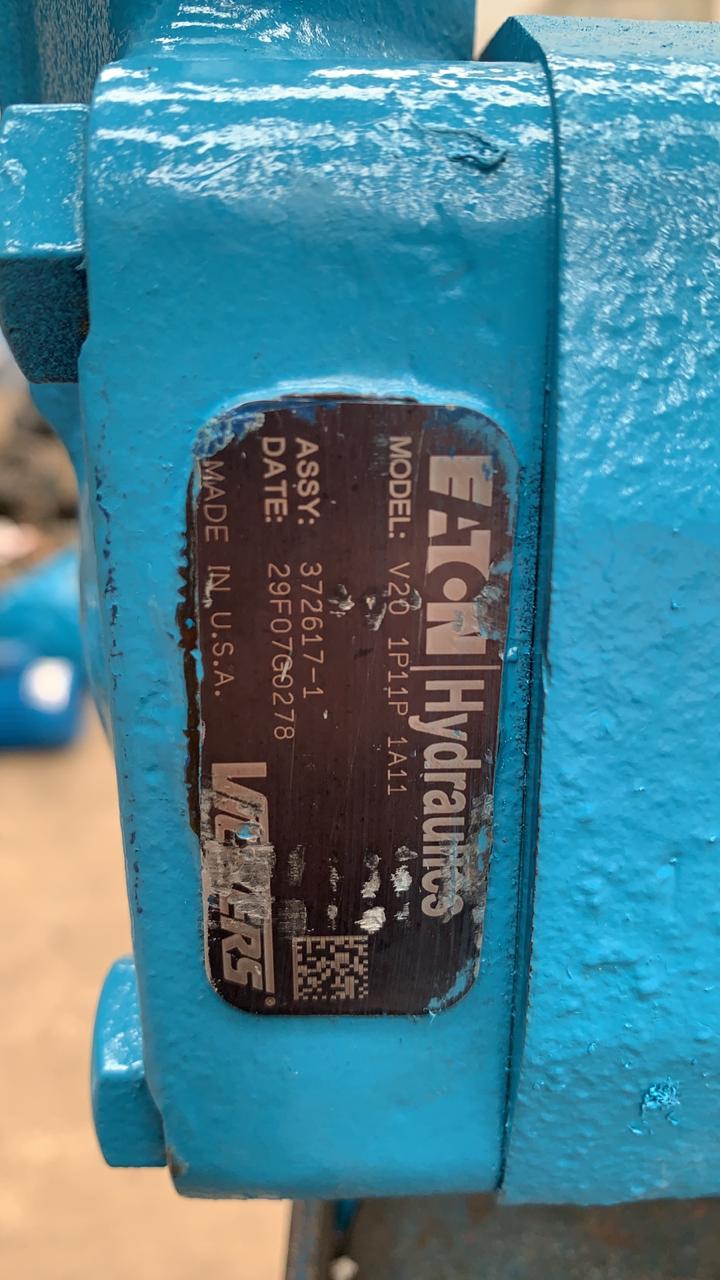 EATON | Hydraulics
MODEL: V20 1P11P 1A11
ASSY: 372617-1
DATE: 29F07G0278
MADE IN U.S.A.
VICKERS®